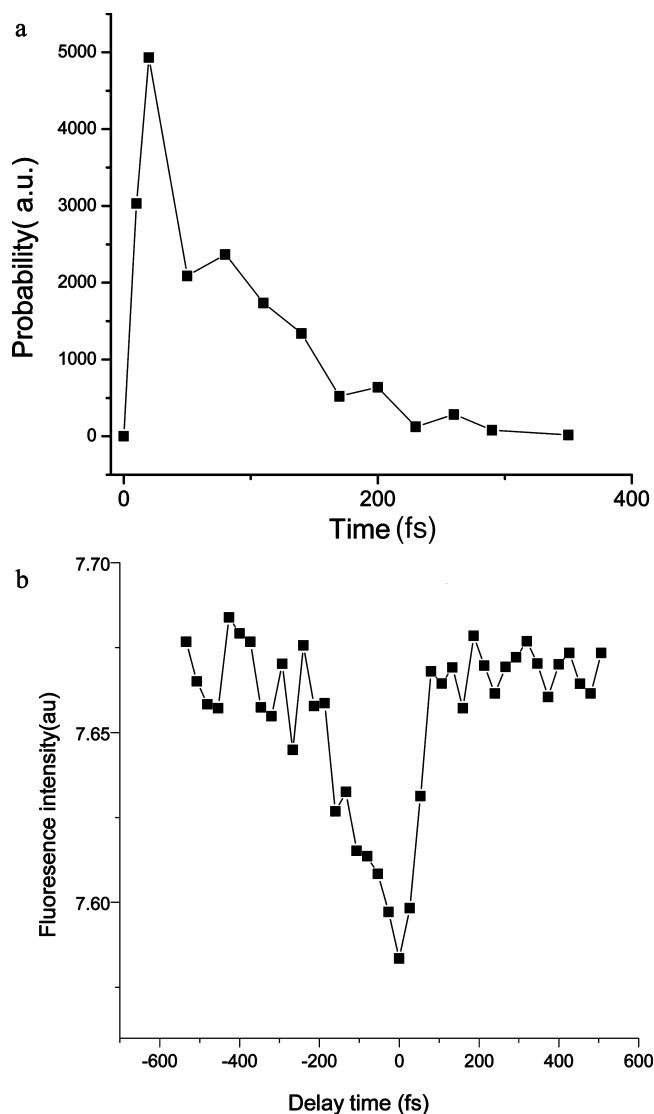 a
5000
4000
3000
2000
1000
0
Probability( a.u.)
0 200 400
Time (fs)
b
7.70
7.65
7.60
Fluoresence intensity(au)
-600 -400 -200 0 200 400 600
Delay time (fs)